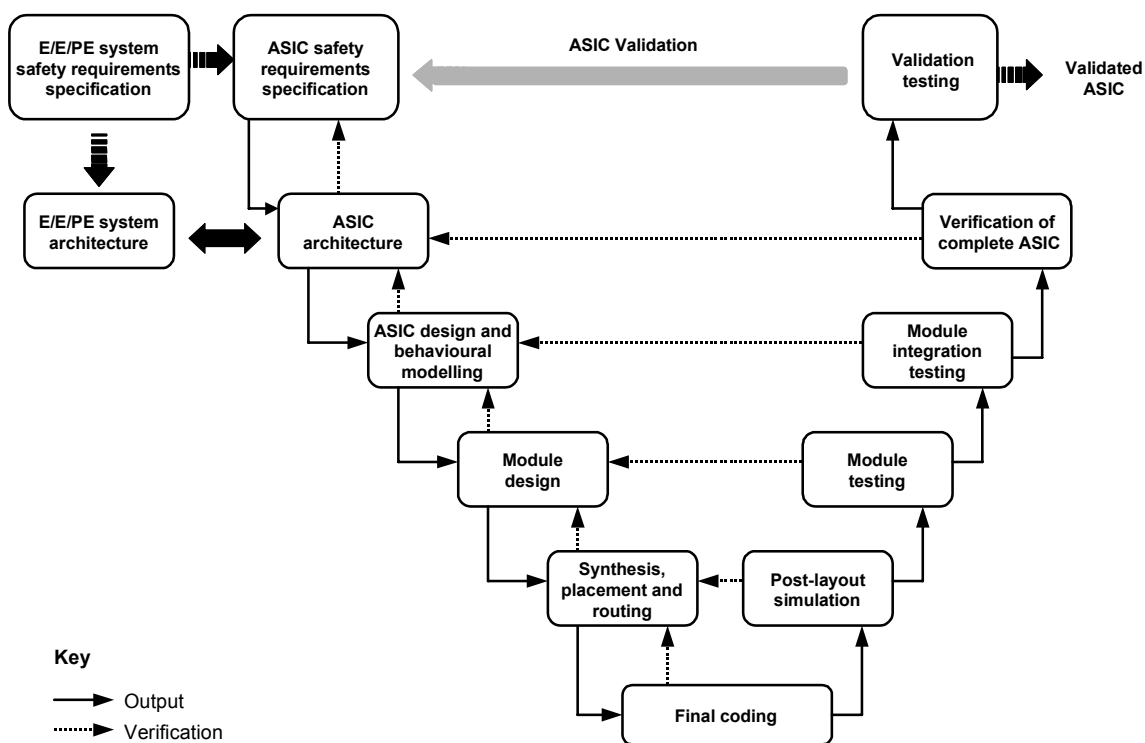 E/E/PE system
safety requirements
specification
ASIC safety
requirements
specification
ASIC Validation
Validation
testing
Validated
ASIC
E/E/PE system
architecture
ASIC
architecture
Verification of
complete ASIC
ASIC design and
behavioural
modelling
Module
integration
testing
Module
design
Module
testing
Synthesis,
placement and
routing
Post-layout
simulation
Final coding
Key
Output
Verification